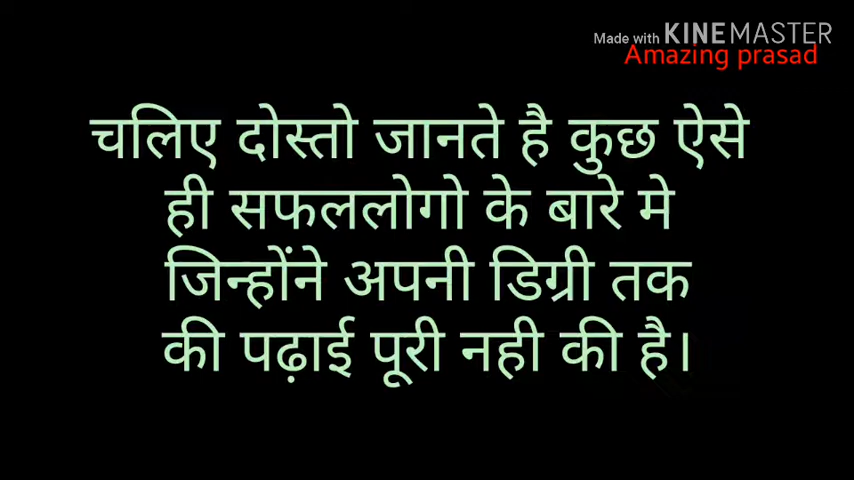 Made with KINEMASTER
Amazing prasad
चलिए दोस्तो जानते है कुछ ऐसे
ही सफललोगो के बारे मे
जिन्होंने अपनी डिग्री तक
की पढ़ाई पूरी नही की है।